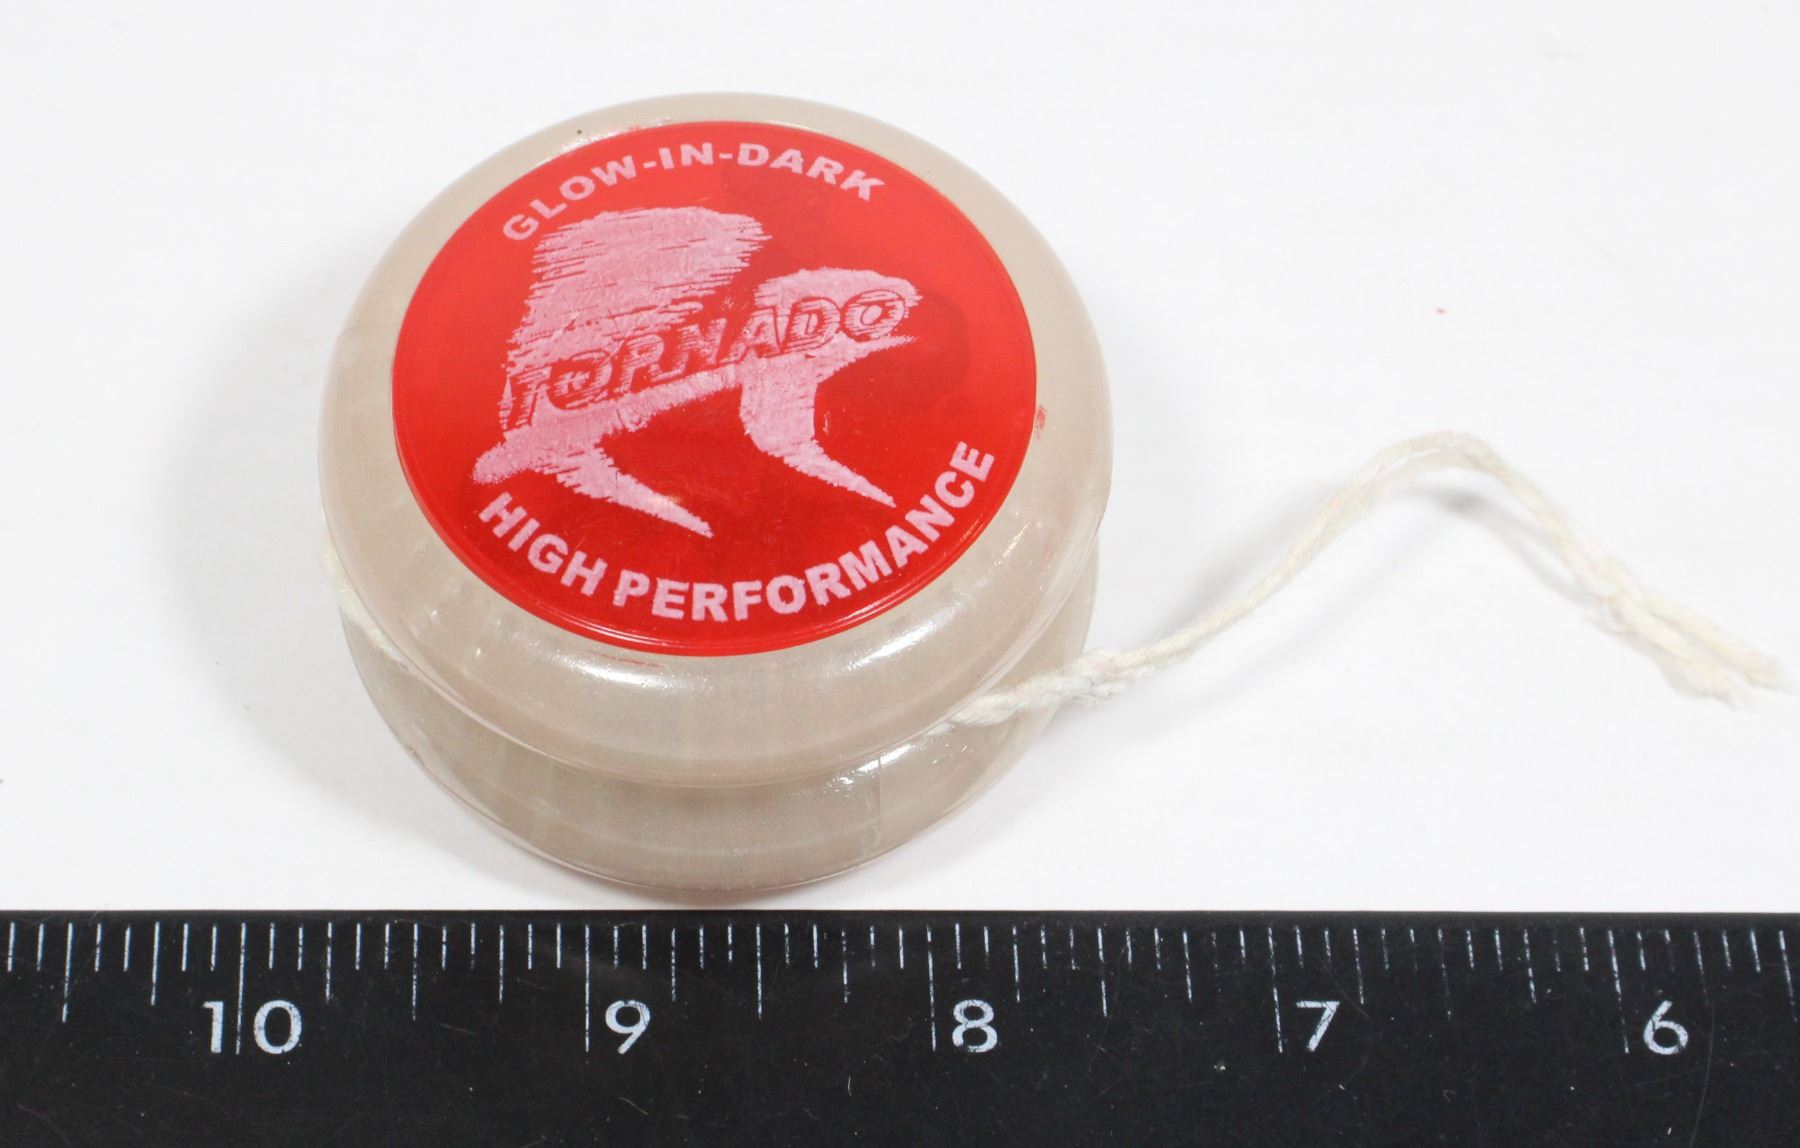 GLOW-IN-DARK
TORNADO
HIGH PERFORMANCE
10 9 8 7 6